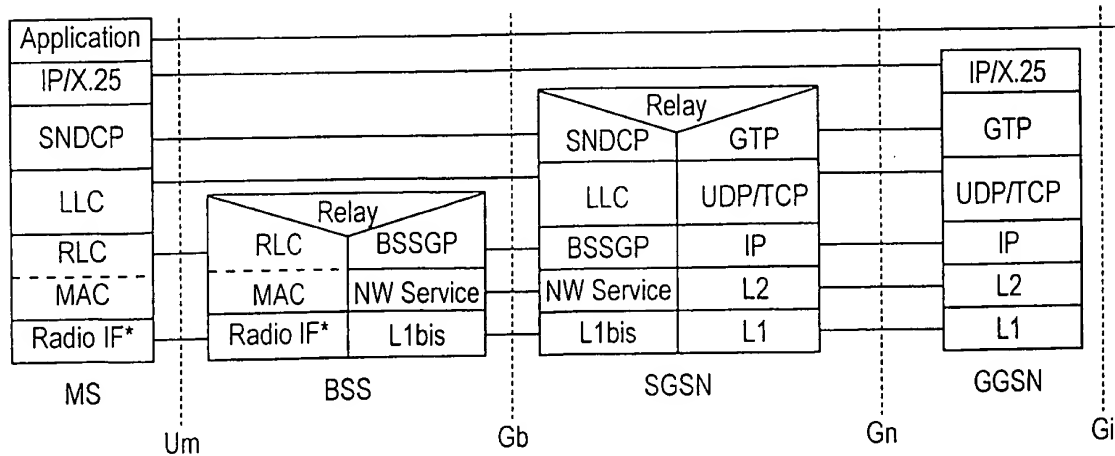 Application
IP/X.25
SNDCP
LLC
RLC
MAC
Radio IF*
MS
Um
Relay
RLC
BSSGP
MAC
NW Service
Radio IF*
L1bis
BSS
Gb
Relay
SNDCP
GTP
LLC
UDP/TCP
BSSGP
IP
NW Service
L2
L1bis
L1
SGSN
Gn
IP/X.25
GTP
UDP/TCP
IP
L2
L1
GGSN
Gi